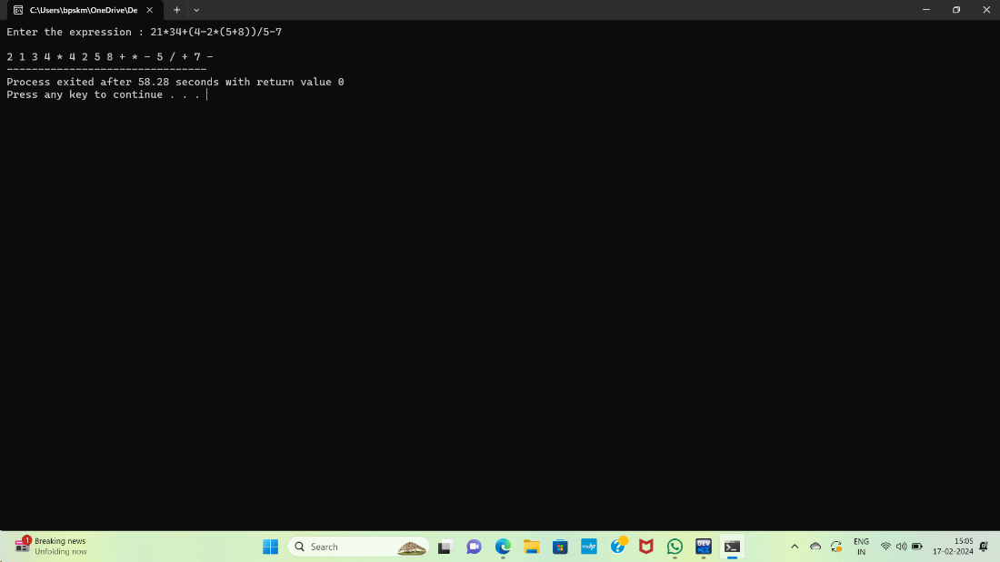 C:\Users\bpskm\OneDrive\De
Enter the expression : 21*34+(4-2*(5+8))/5-7
2 1 3 4 * 4 2 5 8 + * - 5 / + 7 -
--------------------------------
Process exited after 58.28 seconds with return value 0
Press any key to continue . . .
1
Breaking news
Unfolding now
Search
myhp
DEV
ENG
IN
15:05
17-02-2024